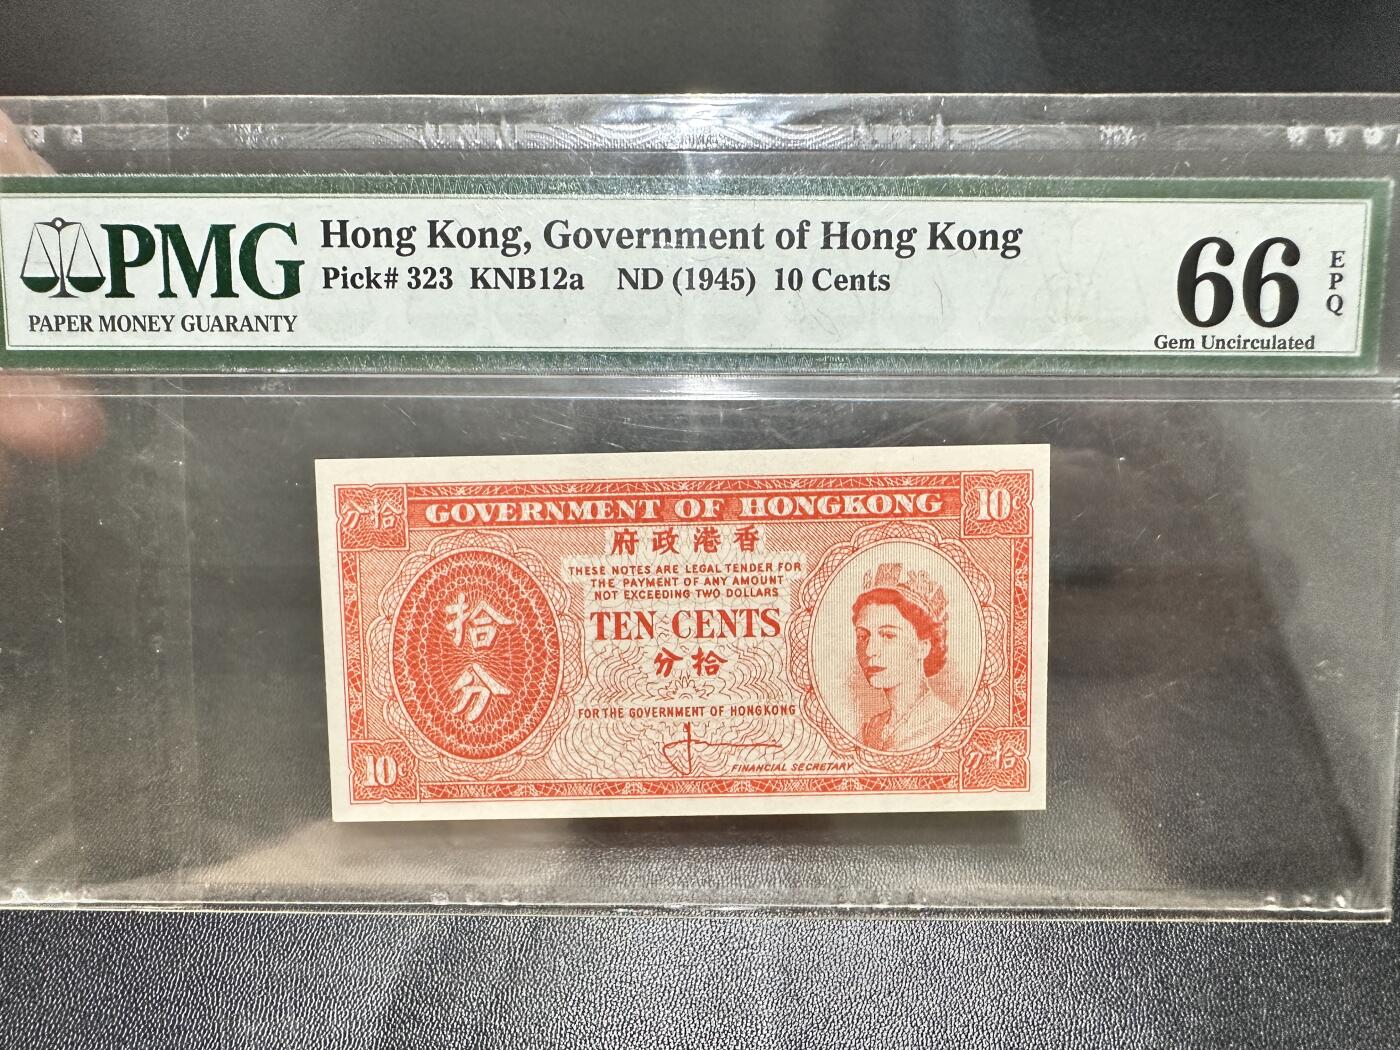 PMG
PAPER MONEY GUARANTY
Hong Kong, Government of Hong Kong
Pick# 323 KNB12a ND (1945) 10 Cents
66
EPQ
Gem Uncirculated
分拾
GOVERNMENT OF HONGKONG
10¢
府政港香
THESE NOTES ARE LEGAL TENDER FOR
THE PAYMENT OF ANY AMOUNT
NOT EXCEEDING TWO DOLLARS
拾分
TEN CENTS
分拾
FOR THE GOVERNMENT OF HONGKONG
FINANCIAL SECRETARY
10¢
分拾